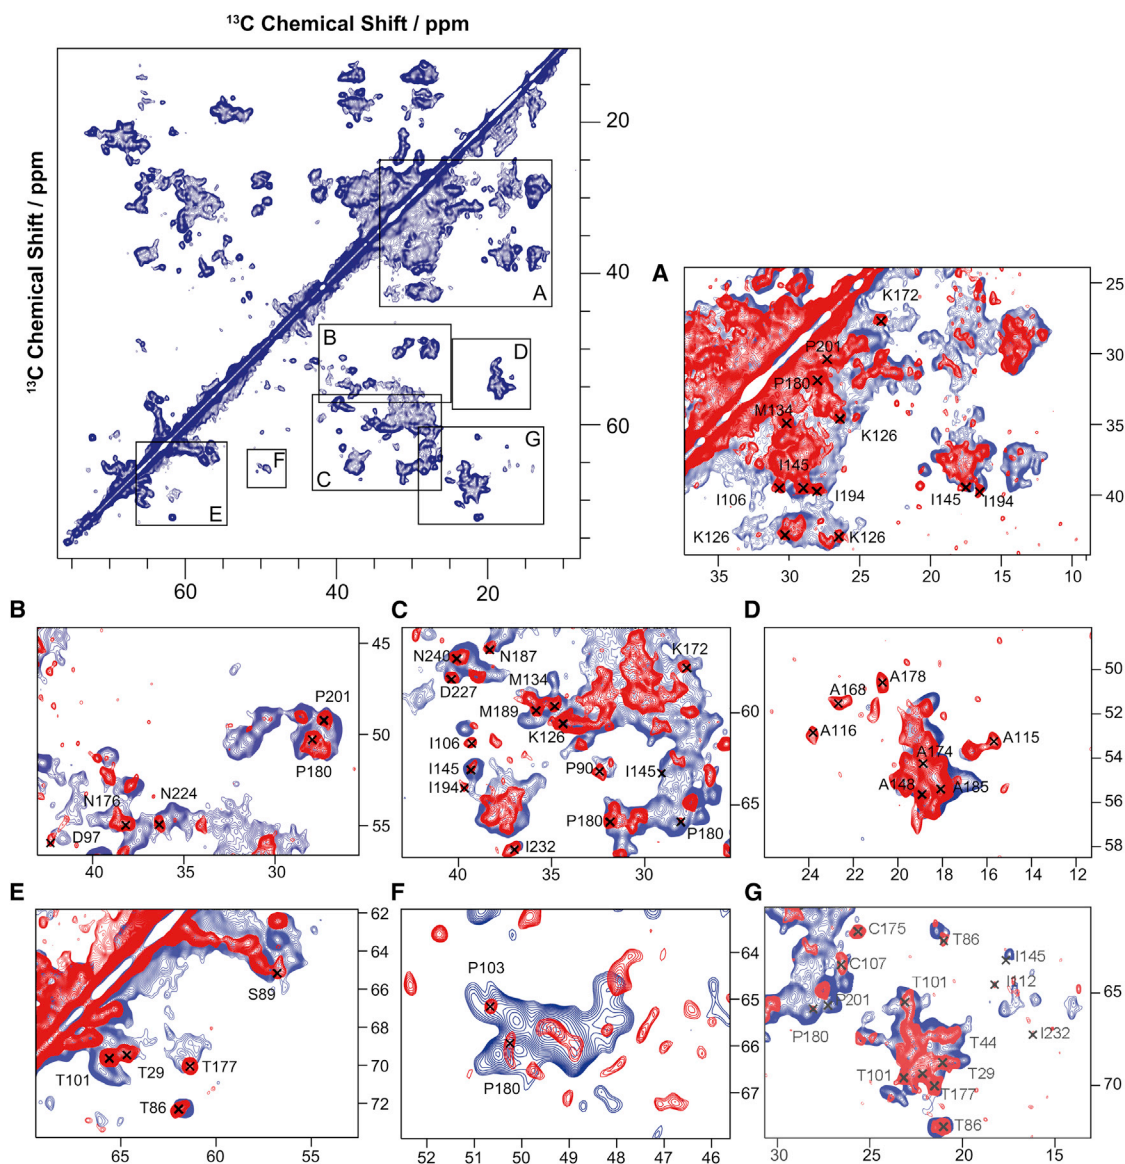 ¹³C Chemical Shift / ppm
¹³C Chemical Shift / ppm
20
40
60
60
40
20
A
B
D
C
G
F
E
A
K172
P201
P180
M134
K126
I145
I106
I194
I145
I194
K126
K126
25
30
35
40
35
30
25
20
15
10
B
P201
P180
N176
N224
D97
45
50
55
40
35
30
C
N240
N187
K172
D227
M134
M189
K126
I106
I145
P90
I145
I194
P180
P180
I232
60
65
40
35
30
D
A178
A168
A116
A115
A174
A148
A185
50
52
54
56
58
24
22
20
18
16
14
12
E
S89
T101
T29
T177
T86
62
64
66
68
70
72
65
60
55
F
P103
P180
64
65
66
67
52
51
50
49
48
47
46
G
C175
T86
C107
I145
T101
I112
P201
P180
I232
T44
T101
T29
T177
T86
65
70
30
25
20
15